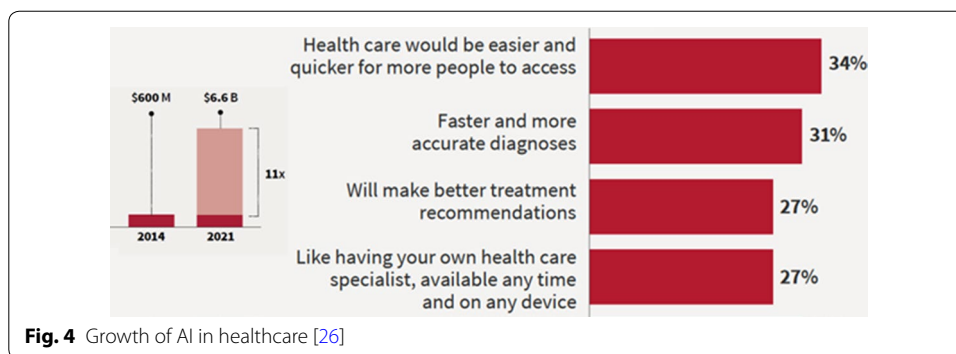 $600 M
$6.6 B
11x
2014
2021
Health care would be easier and
quicker for more people to access
34%
Faster and more
accurate diagnoses
31%
Will make better treatment
recommendations
27%
Like having your own health care
specialist, available any time
and on any device
27%
Fig. 4 Growth of AI in healthcare [26]